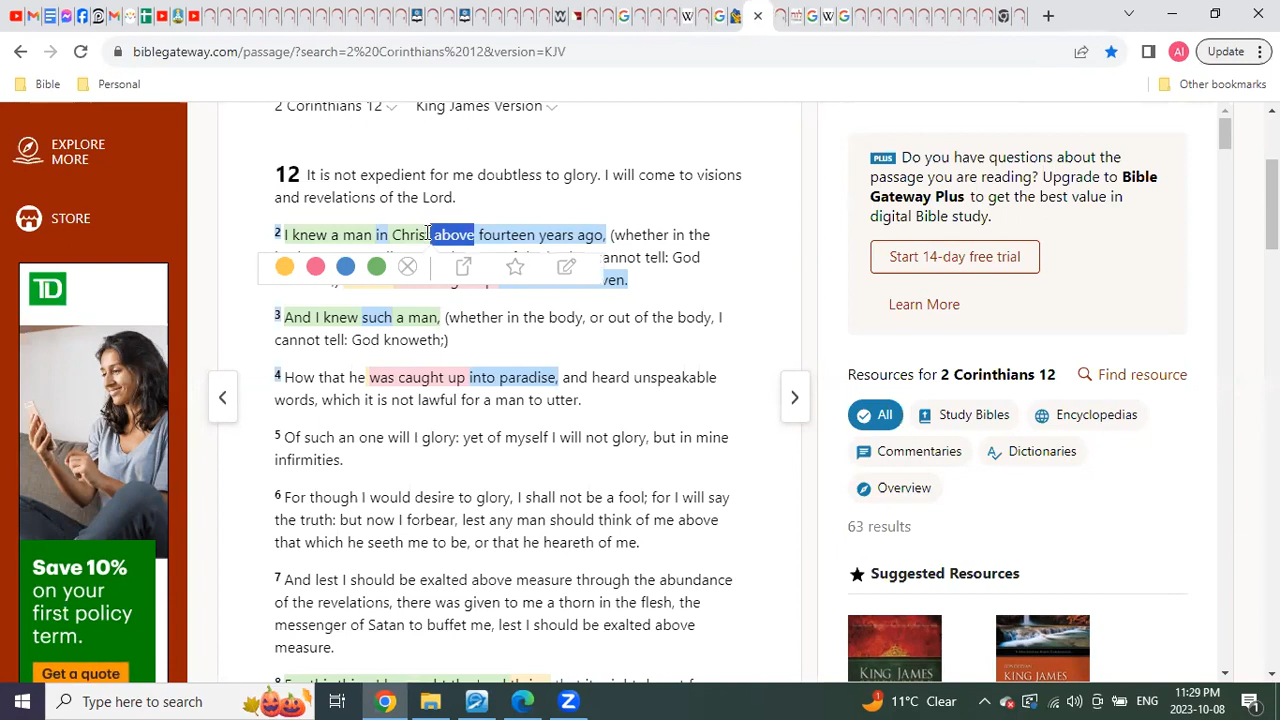 Update
biblegateway.com/passage/?search=2%20Corinthians%2012&version=KJV
AI
Bible
Personal
Other bookmarks
EXPLORE
MORE
STORE
TD
Save 10%
on your
first policy
term.
Get a quote
2 Corinthians 12
King James Version
12 It is not expedient for me doubtless to glory. I will come to visions
and revelations of the Lord.
2 I knew a man in Chris above fourteen years ago, (whether in the
annot tell: God
ven.
3 And I knew such a man, (whether in the body, or out of the body, I
cannot tell: God knoweth;)
4 How that he was caught up into paradise, and heard unspeakable
words, which it is not lawful for a man to utter.
5 Of such an one will I glory: yet of myself I will not glory, but in mine
infirmities.
6 For though I would desire to glory, I shall not be a fool; for I will say
the truth: but now I forbear, lest any man should think of me above
that which he seeth me to be, or that he heareth of me.
7 And lest I should be exalted above measure through the abundance
of the revelations, there was given to me a thorn in the flesh, the
messenger of Satan to buffet me, lest I should be exalted above
measure.
PLUS Do you have questions about the
passage you are reading? Upgrade to Bible
Gateway Plus to get the best value in
digital Bible study.
Start 14-day free trial
Learn More
Resources for 2 Corinthians 12
Find resource
All
Study Bibles
Encyclopedias
Commentaries
Dictionaries
Overview
63 results
Suggested Resources
KING
JAMES
KING
JAMES
Type here to search
11°C Clear
ENG
11:29 PM
2023-10-08